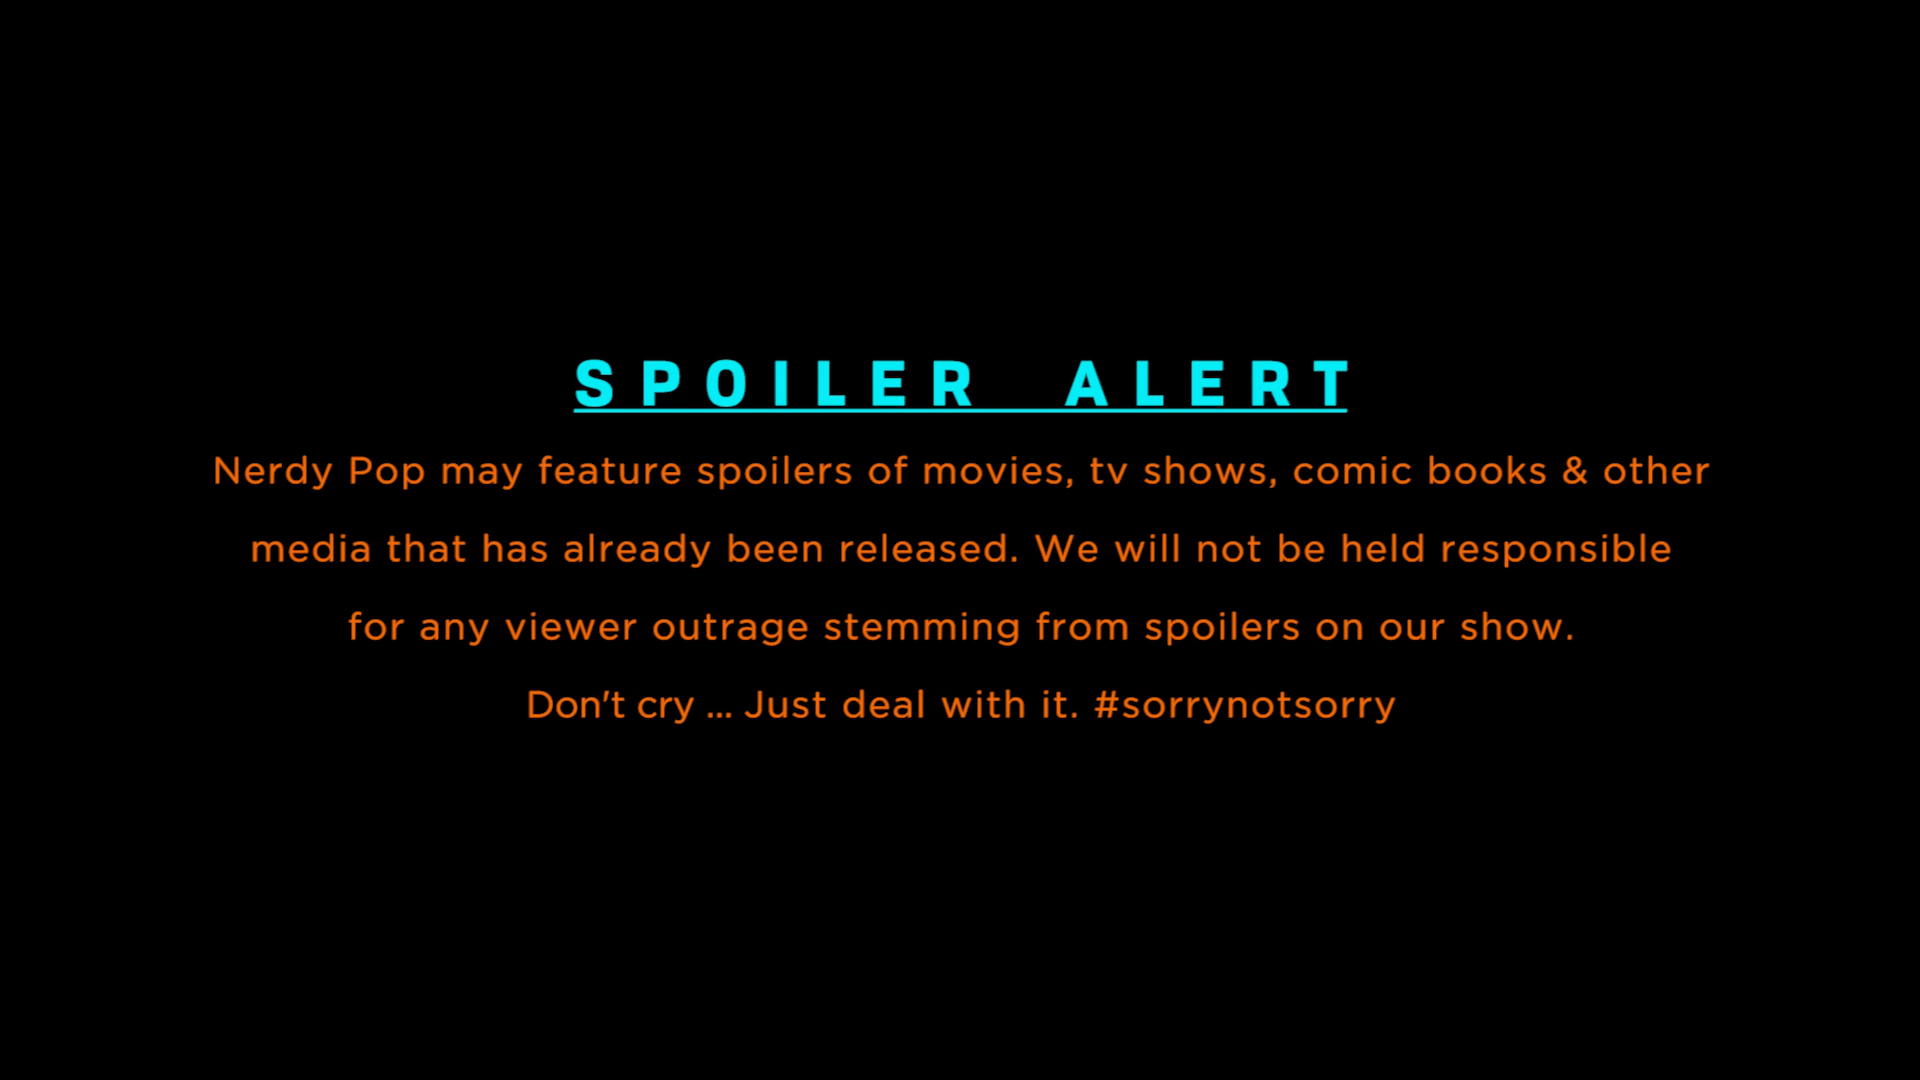 SPOILER ALERT
Nerdy Pop may feature spoilers of movies, tv shows, comic books & other
media that has already been released. We will not be held responsible
for any viewer outrage stemming from spoilers on our show.
Don't cry ... Just deal with it. #sorrynotsorry